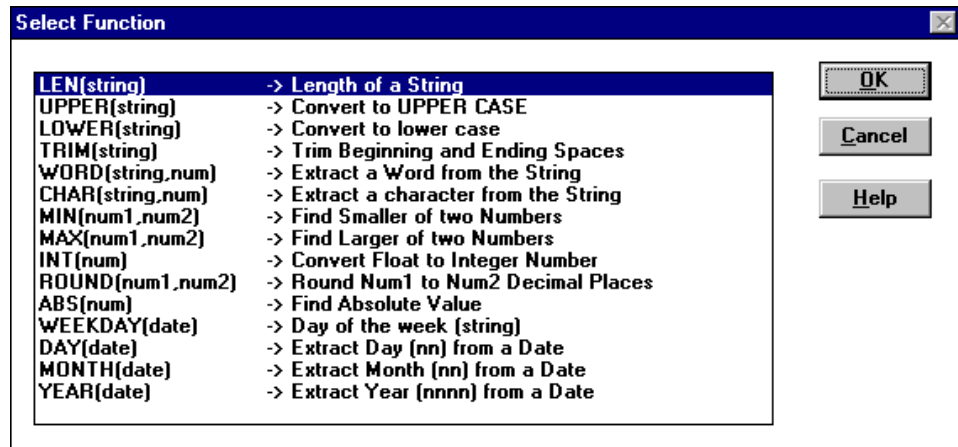 Select Function
LEN(string) -> Length of a String
UPPER(string) -> Convert to UPPER CASE
LOWER(string) -> Convert to lower case
TRIM(string) -> Trim Beginning and Ending Spaces
WORD(string,num) -> Extract a Word from the String
CHAR(string,num) -> Extract a character from the String
MIN(num1,num2) -> Find Smaller of two Numbers
MAX(num1,num2) -> Find Larger of two Numbers
INT(num) -> Convert Float to Integer Number
ROUND(num1,num2) -> Round Num1 to Num2 Decimal Places
ABS(num) -> Find Absolute Value
WEEKDAY(date) -> Day of the week (string)
DAY(date) -> Extract Day (nn) from a Date
MONTH(date) -> Extract Month (nn) from a Date
YEAR(date) -> Extract Year (nnnn) from a Date
OK
Cancel
Help